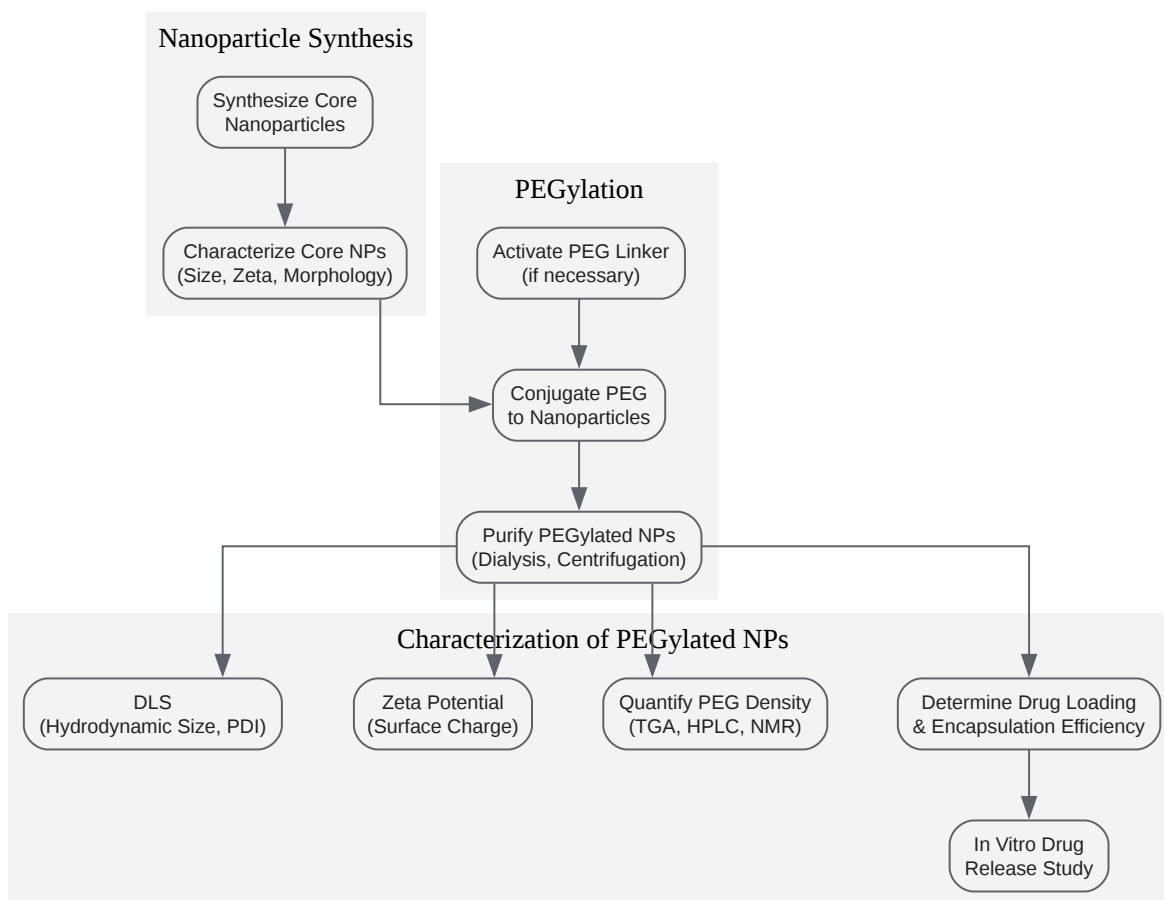 Nanoparticle Synthesis
Synthesize Core
Nanoparticles
Characterize Core NPs
(Size, Zeta, Morphology)
PEGylation
Activate PEG Linker
(if necessary)
Conjugate PEG
to Nanoparticles
Purify PEGylated NPs
(Dialysis, Centrifugation)
Characterization of PEGylated NPs
DLS
(Hydrodynamic Size, PDI)
Zeta Potential
(Surface Charge)
Quantify PEG Density
(TGA, HPLC, NMR)
Determine Drug Loading
& Encapsulation Efficiency
In Vitro Drug
Release Study